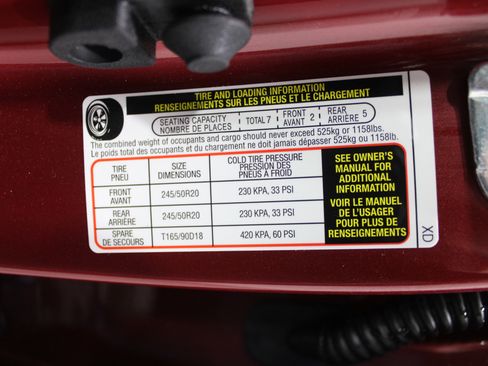 TIRE AND LOADING INFORMATION
RENSEIGNEMENTS SUR LES PNEUS ET LE CHARGEMENT
SEATING CAPACITY
NOMBRE DE PLACES
TOTAL 7
FRONT
AVANT 2
REAR
ARRIÈRE 5
The combined weight of occupants and cargo should never exceed 525kg or 1158lbs.
Le poids total des occupants et du chargement ne doit jamais dépasser 525kg or 1158lb.
TIRE
PNEU
SIZE
DIMENSIONS
COLD TIRE PRESSURE
PRESSION DES
PNEUS A FROID
FRONT
AVANT
245/50R20
230 KPA, 33 PSI
REAR
ARRIÈRE
245/50R20
230 KPA, 33 PSI
SPARE
DE SECOURS
T165/90D18
420 KPA, 60 PSI
SEE OWNER'S
MANUAL FOR
ADDITIONAL
INFORMATION
VOIR LE MANUEL
DE L'USAGER
POUR PLUS DE
RENSEIGNEMENTS
XD